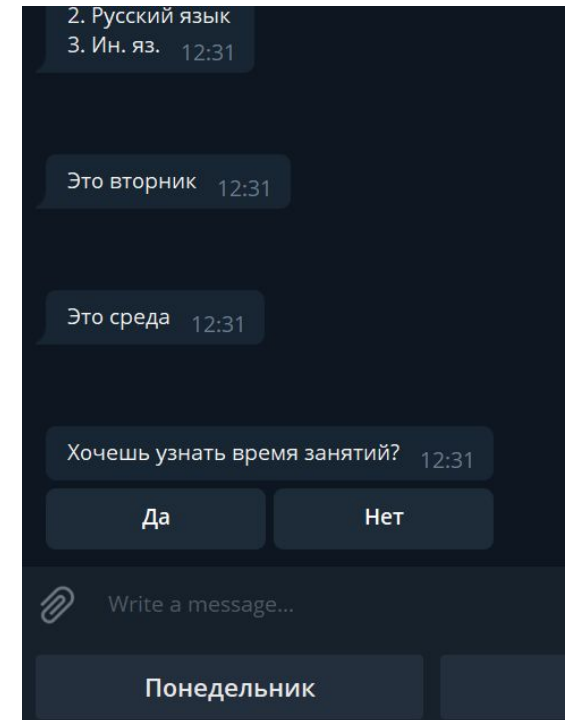 2. Русский язык
3. Ин. яз. 12:31
Это вторник 12:31
Это среда 12:31
Хочешь узнать время занятий? 12:31
Да Нет
Write a message...
Понедельник